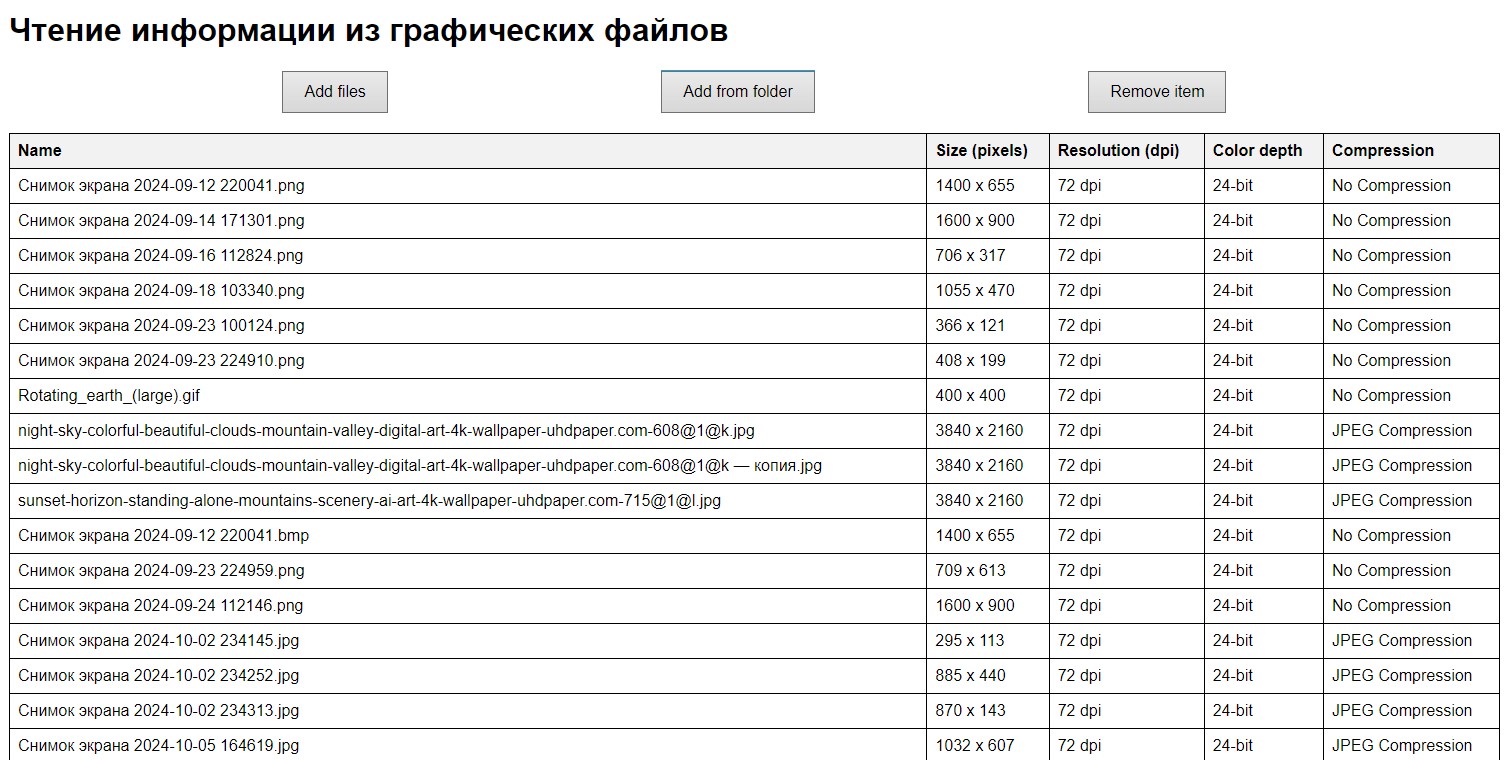 Чтение информации из графических файлов
Add files Add from folder Remove item
Name Size (pixels) Resolution (dpi) Color depth Compression
Снимок экрана 2024-09-12 220041.png 1400 x 655 72 dpi 24-bit No Compression
Снимок экрана 2024-09-14 171301.png 1600 x 900 72 dpi 24-bit No Compression
Снимок экрана 2024-09-16 112824.png 706 x 317 72 dpi 24-bit No Compression
Снимок экрана 2024-09-18 103340.png 1055 x 470 72 dpi 24-bit No Compression
Снимок экрана 2024-09-23 100124.png 366 x 121 72 dpi 24-bit No Compression
Снимок экрана 2024-09-23 224910.png 408 x 199 72 dpi 24-bit No Compression
Rotating_earth_(large).gif 400 x 400 72 dpi 24-bit No Compression
night-sky-colorful-beautiful-clouds-mountain-valley-digital-art-4k-wallpaper-uhdpaper.com-608@1@k.jpg 3840 x 2160 72 dpi 24-bit JPEG Compression
night-sky-colorful-beautiful-clouds-mountain-valley-digital-art-4k-wallpaper-uhdpaper.com-608@1@k — копия.jpg 3840 x 2160 72 dpi 24-bit JPEG Compression
sunset-horizon-standing-alone-mountains-scenery-ai-art-4k-wallpaper-uhdpaper.com-715@1@l.jpg 3840 x 2160 72 dpi 24-bit JPEG Compression
Снимок экрана 2024-09-12 220041.bmp 1400 x 655 72 dpi 24-bit No Compression
Снимок экрана 2024-09-23 224959.png 709 x 613 72 dpi 24-bit No Compression
Снимок экрана 2024-09-24 112146.png 1600 x 900 72 dpi 24-bit No Compression
Снимок экрана 2024-10-02 234145.jpg 295 x 113 72 dpi 24-bit JPEG Compression
Снимок экрана 2024-10-02 234252.jpg 885 x 440 72 dpi 24-bit JPEG Compression
Снимок экрана 2024-10-02 234313.jpg 870 x 143 72 dpi 24-bit JPEG Compression
Снимок экрана 2024-10-05 164619.jpg 1032 x 607 72 dpi 24-bit JPEG Compression